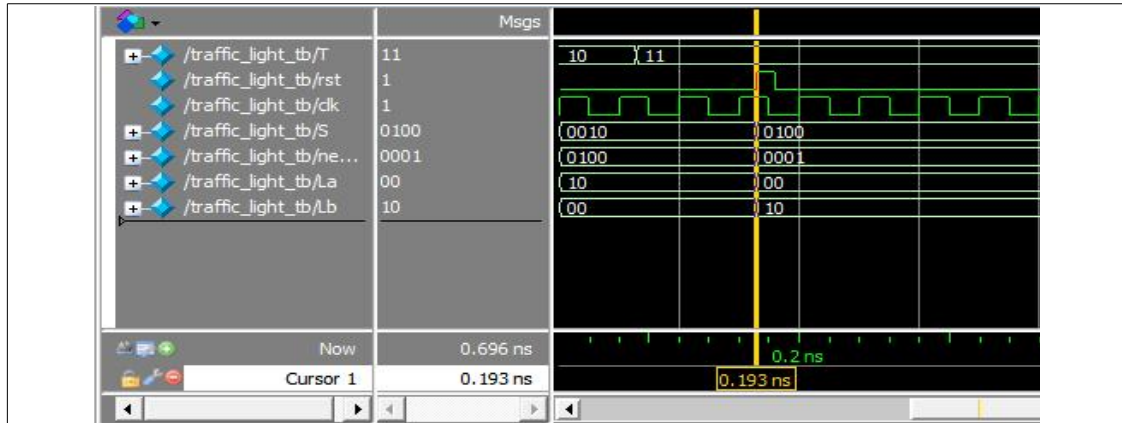 Msgs
/traffic_light_tb/T 11 10 11
/traffic_light_tb/rst 1
/traffic_light_tb/clk 1
/traffic_light_tb/S 0100 0010 0100
/traffic_light_tb/ne... 0001 0100 0001
/traffic_light_tb/La 00 10 00
/traffic_light_tb/Lb 10 00 10
Now 0.696 ns 0.2 ns
Cursor 1 0.193 ns 0.193 ns